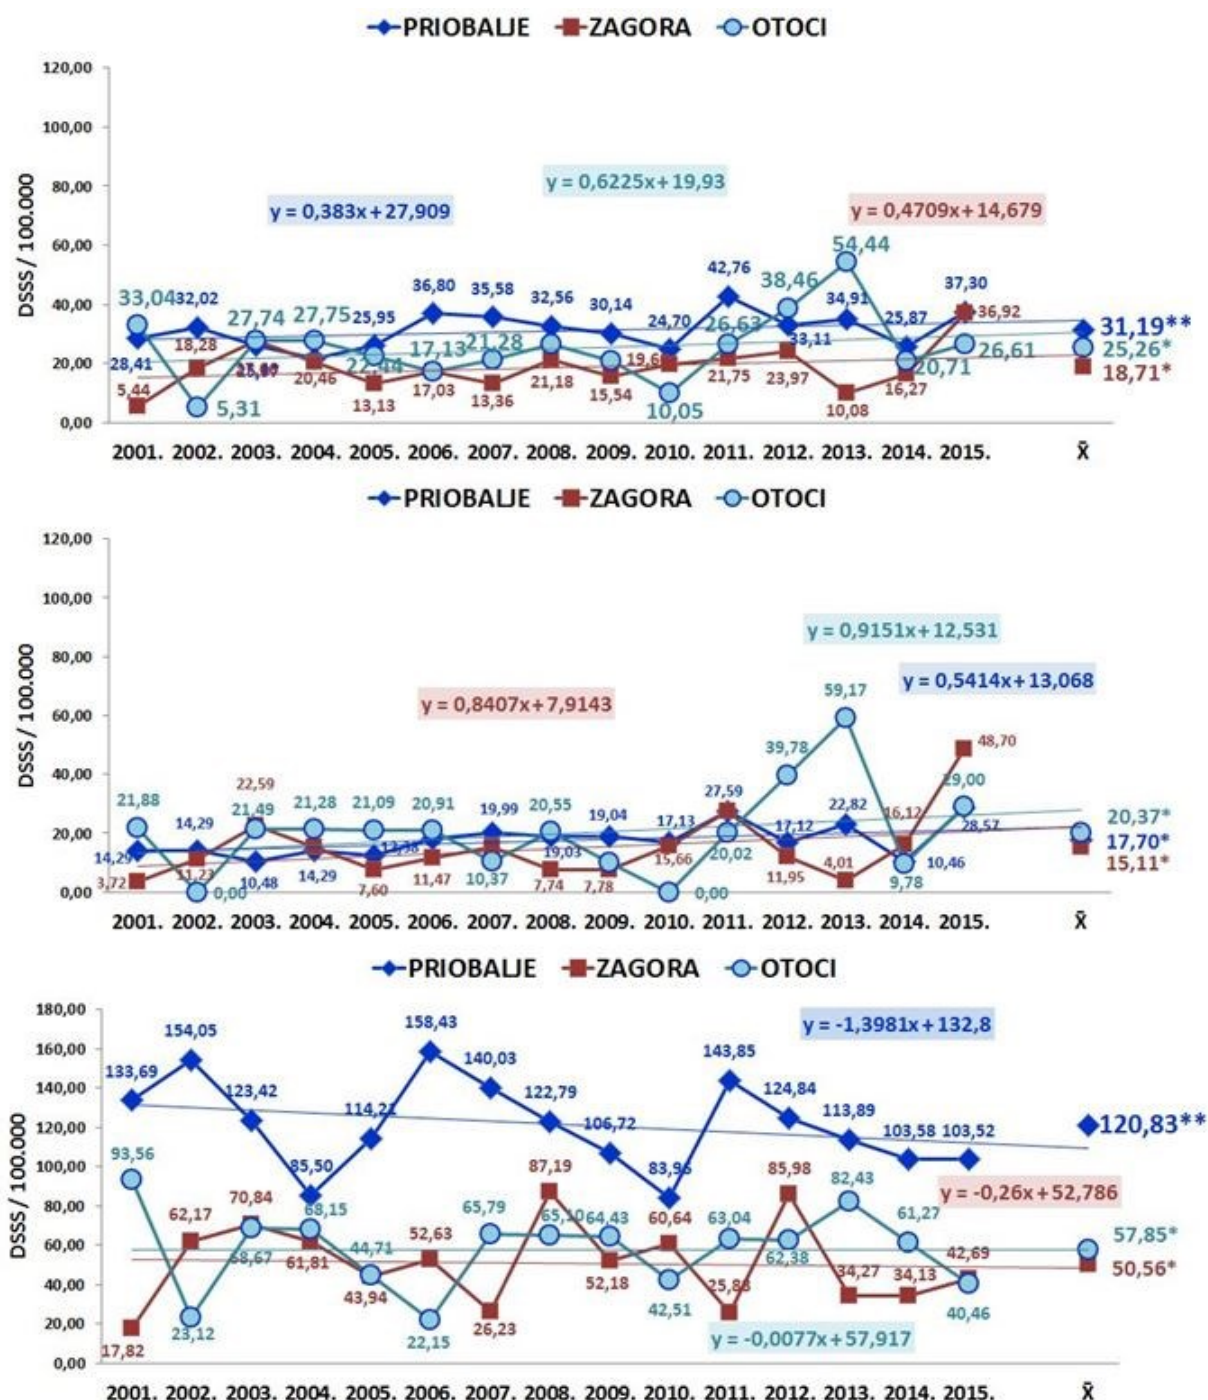 PRIOBALJE ZAGORA OTOCI
DSSS / 100.000
120,00
100,00
80,00
60,00
40,00
20,00
0,00
y = 0,383x + 27,909
y = 0,6225x + 19,93
y = 0,4709x + 14,679
33,04 32,02 27,74 27,75 25,95 36,80 35,58 32,56 30,14 24,70 42,76 38,46 54,44 34,91 25,87 37,30
28,41 18,28 22,44 17,13 21,28 26,63 33,11 36,92
5,44 5,31 20,46 13,13 17,03 13,36 21,18 15,54 10,05 21,75 23,97 10,08 16,27 20,71 26,61
31,19**
25,26*
18,71*
2001. 2002. 2003. 2004. 2005. 2006. 2007. 2008. 2009. 2010. 2011. 2012. 2013. 2014. 2015. x̄
PRIOBALJE ZAGORA OTOCI
DSSS / 100.000
120,00
100,00
80,00
60,00
40,00
20,00
0,00
y = 0,9151x + 12,531
y = 0,5414x + 13,068
y = 0,8407x + 7,9143
21,88 14,29 22,59 21,49 21,28 21,09 20,91 19,99 20,55 19,04 17,13 27,59 39,78 59,17 22,82 16,12 48,70
14,29 11,23 19,03 15,66 20,02 17,12 4,01 10,46 29,00 28,57
3,72 0,00 10,48 14,29 7,60 11,47 10,37 7,74 7,78 0,00 11,95 9,78
20,37*
17,70*
15,11*
2001. 2002. 2003. 2004. 2005. 2006. 2007. 2008. 2009. 2010. 2011. 2012. 2013. 2014. 2015. x̄
PRIOBALJE ZAGORA OTOCI
DSSS / 100.000
180,00
160,00
140,00
120,00
100,00
80,00
60,00
40,00
20,00
0,00
y = -1,3981x + 132,8
133,69 154,05 123,42 85,50 158,43 140,03 122,79 106,72 143,85 124,84 113,89 103,58 103,52
120,83**
93,56 62,17 70,84 68,15 44,71 52,63 65,79 87,19 65,10 64,43 60,64 63,04 85,98 82,43 61,27 42,69
y = -0,26x + 52,786
57,85*
50,56*
17,82 23,12 68,67 61,81 43,94 22,15 26,23 52,18 42,51 62,38 34,27 34,13 40,46
y = -0,0077x + 57,917
2001. 2002. 2003. 2004. 2005. 2006. 2007. 2008. 2009. 2010. 2011. 2012. 2013. 2014. 2015. x̄